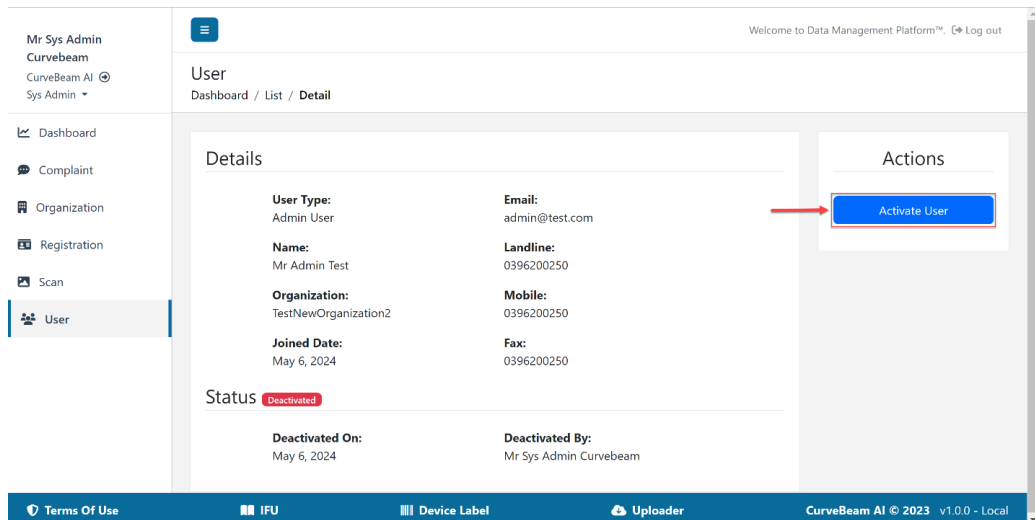 Mr Sys Admin
Curvebeam
CurveBeam AI
Sys Admin
Welcome to Data Management Platform™. Log out
User
Dashboard / List / Detail
Dashboard
Complaint
Organization
Registration
Scan
User
Details
User Type:
Admin User
Email:
admin@test.com
Name:
Mr Admin Test
Landline:
0396200250
Organization:
TestNewOrganization2
Mobile:
0396200250
Joined Date:
May 6, 2024
Fax:
0396200250
Status Deactivated
Deactivated On:
May 6, 2024
Deactivated By:
Mr Sys Admin Curvebeam
Actions
Activate User
Terms Of Use
IFU
Device Label
Uploader
CurveBeam AI © 2023 v1.0.0 - Local